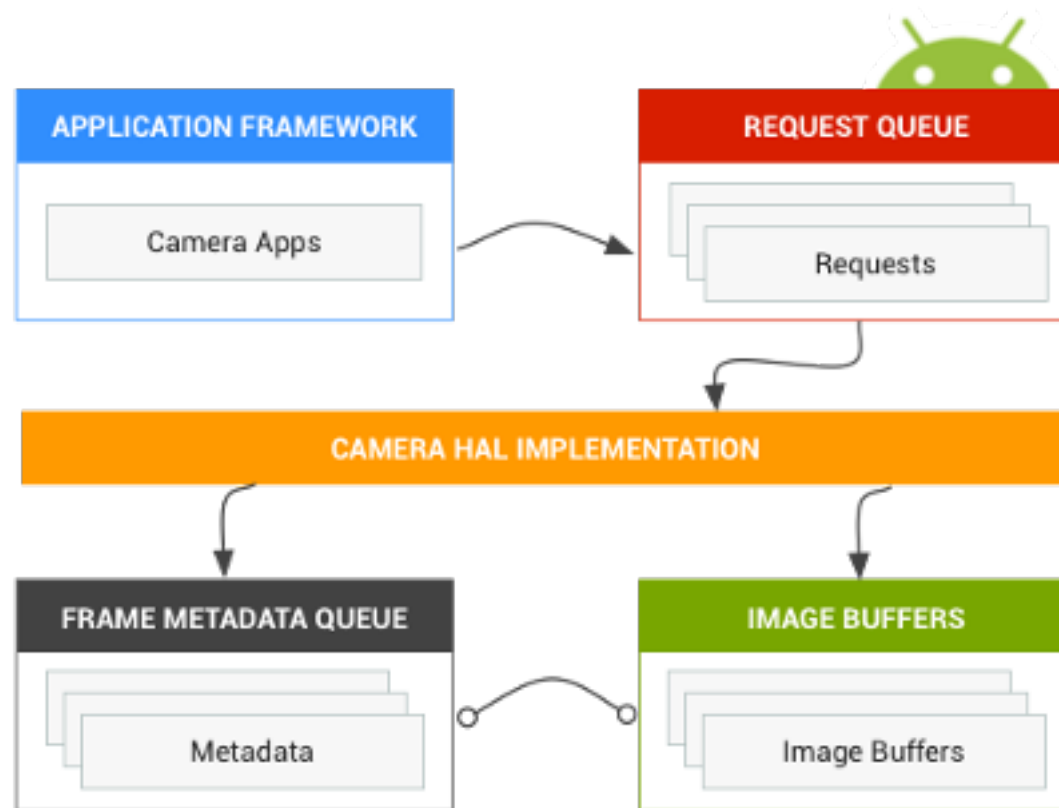 APPLICATION FRAMEWORK
Camera Apps
REQUEST QUEUE
Requests
CAMERA HAL IMPLEMENTATION
FRAME METADATA QUEUE
Metadata
IMAGE BUFFERS
Image Buffers